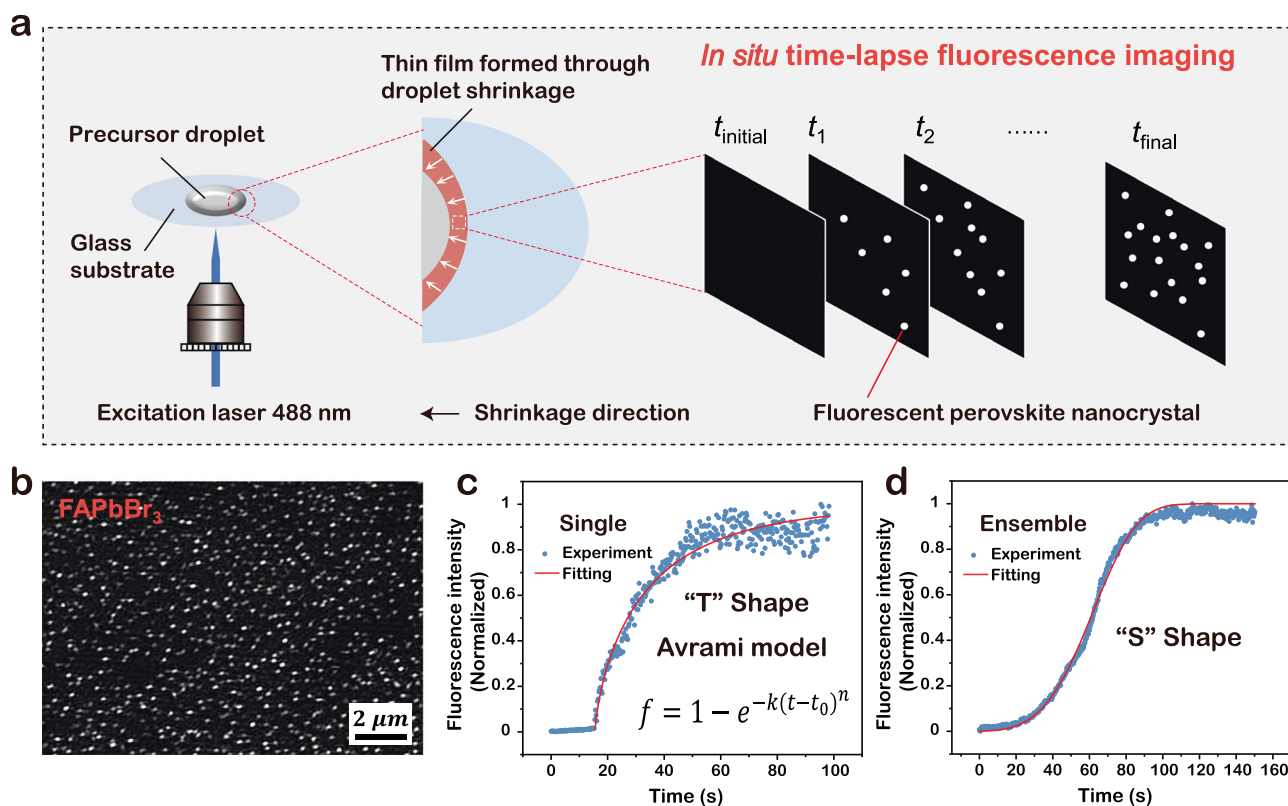 a
In situ time-lapse fluorescence imaging
Thin film formed through
droplet shrinkage
Precursor droplet
Glass
substrate
t_initial
t_1
t_2
......
t_final
Excitation laser 488 nm
Shrinkage direction
Fluorescent perovskite nanocrystal
b
FAPbBr₃
2 μm
c
Fluorescence intensity
(Normalized)
1
0.8
0.6
0.4
0.2
0
Single
Experiment
Fitting
“T” Shape
Avrami model
f = 1 − e^{−k(t−t₀)^n}
0 20 40 60 80 100
Time (s)
d
Fluorescence intensity
(Normalized)
1
0.8
0.6
0.4
0.2
0
Ensemble
Experiment
Fitting
“S” Shape
0 20 40 60 80 100 120 140 160
Time (s)